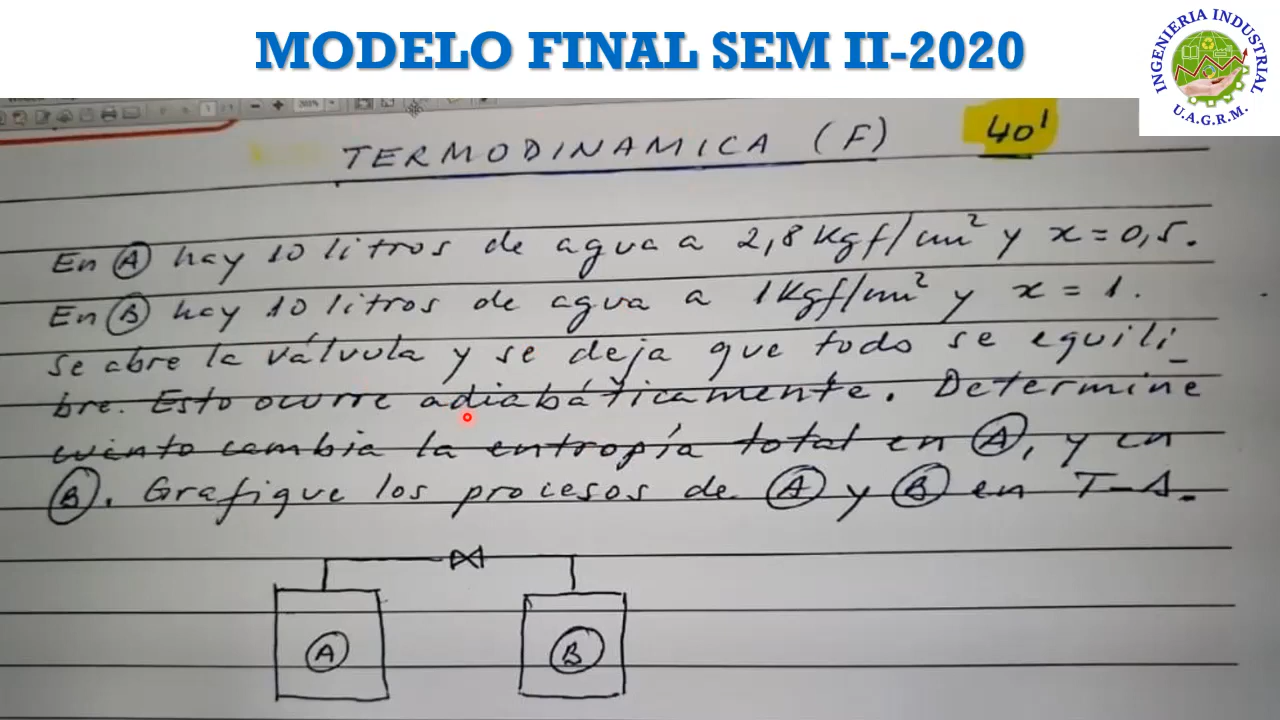 MODELO FINAL SEM II-2020
INGENIERIA INDUSTRIAL
U.A.G.R.M.
TERMODINAMICA (F) 40'
En (A) hay 10 litros de agua a 2,8 Kgf/cm² y x = 0,5.
En (B) hay 10 litros de agua a 1 Kgf/cm² y x = 1.
Se abre la válvula y se deja que todo se equili_
bre. Esto ocurre adiabáticamente. Determine
cuánto cambia la entropía total en (A), y en
(B). Grafique los procesos de (A) y (B) en T-s.
A B